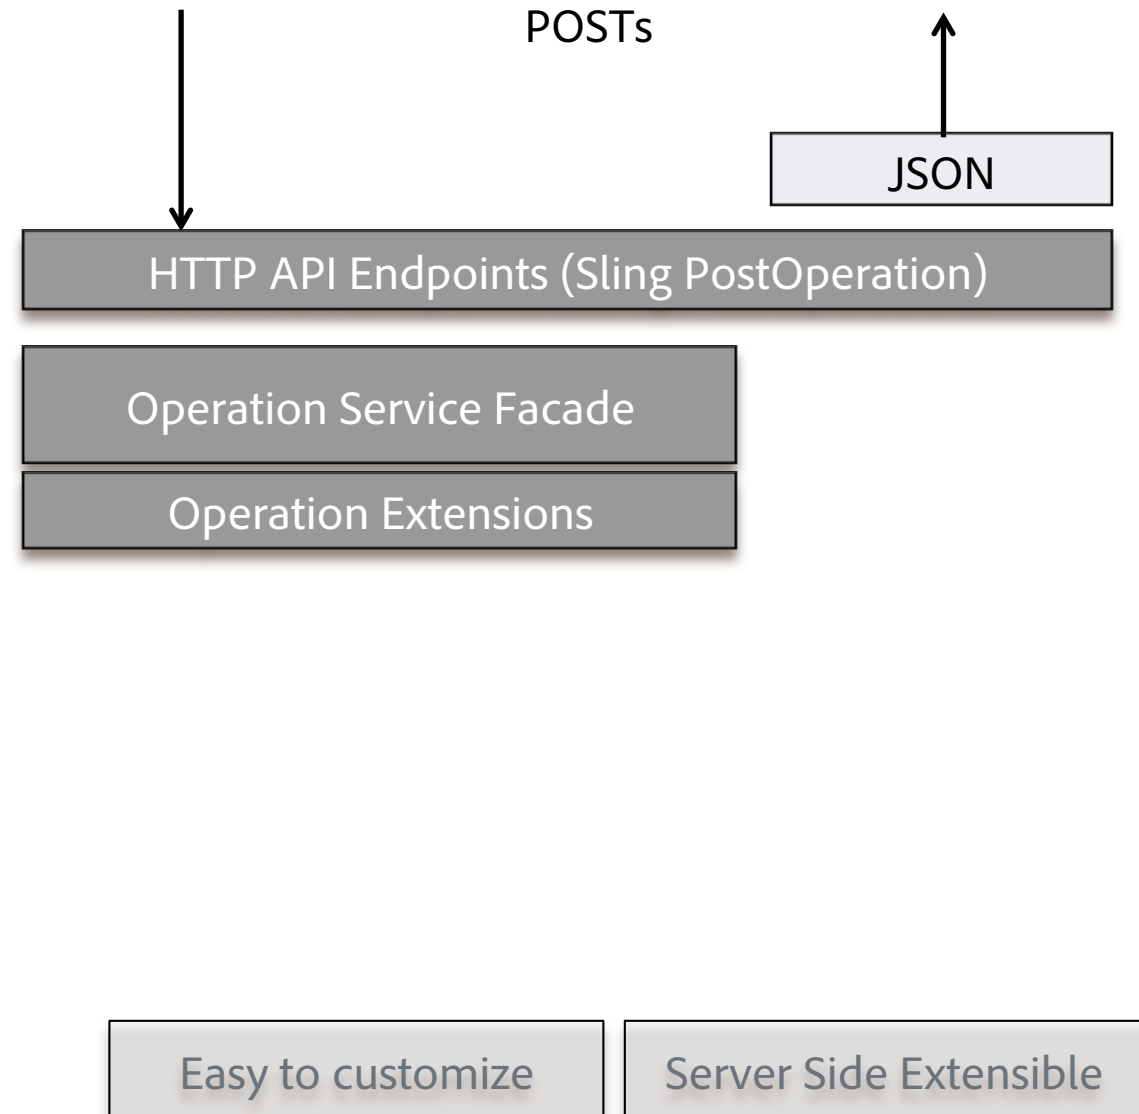 POSTs
JSON
HTTP API Endpoints (Sling PostOperation)
Operation Service Facade
Operation Extensions
Easy to customize
Server Side Extensible